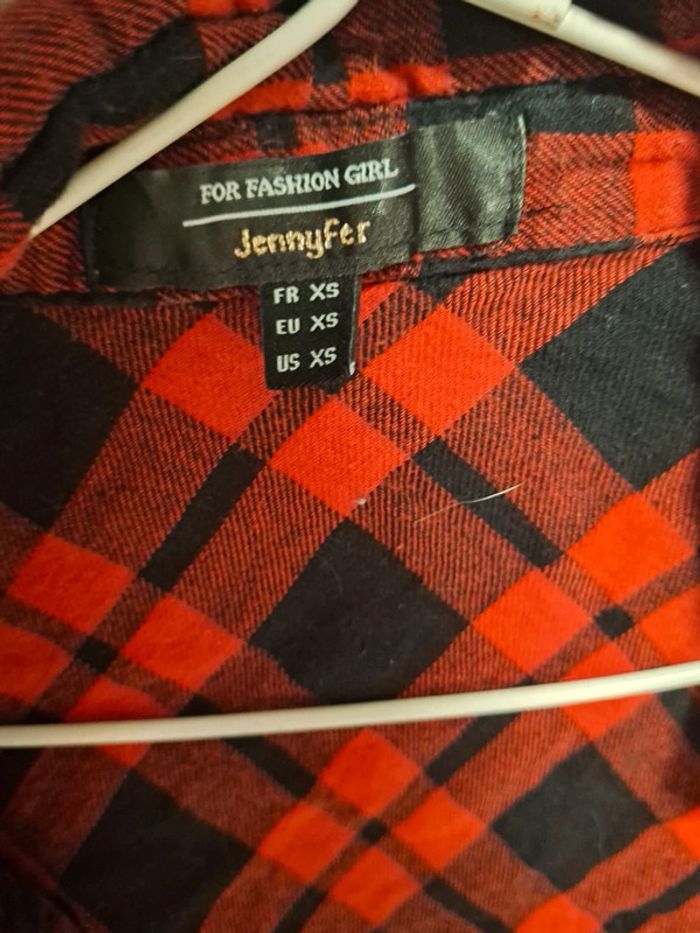 FOR FASHION GIRL
Jennyfer
FR XS
EU XS
US XS